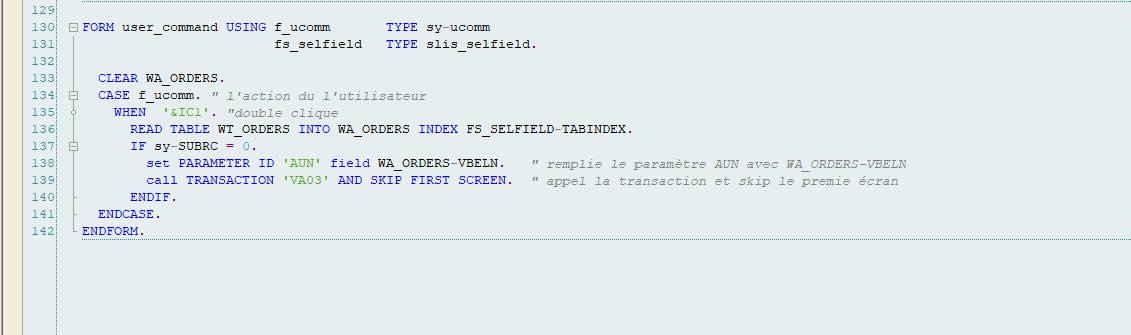 129
130 FORM user_command USING f_ucomm TYPE sy-ucomm
131 fs_selfield TYPE slis_selfield.
132
133 CLEAR WA_ORDERS.
134 CASE f_ucomm. " l'action du l'utilisateur
135 WHEN '&IC1'. "double clique
136 READ TABLE WT_ORDERS INTO WA_ORDERS INDEX FS_SELFIELD-TABINDEX.
137 IF sy-SUBRC = 0.
138 set PARAMETER ID 'AUN' field WA_ORDERS-VBELN. " remplie le paramètre AUN avec WA_ORDERS-VBELN
139 call TRANSACTION 'VA03' AND SKIP FIRST SCREEN. " appel la transaction et skip le premie écran
140 ENDIF.
141 ENDCASE.
142 ENDFORM.